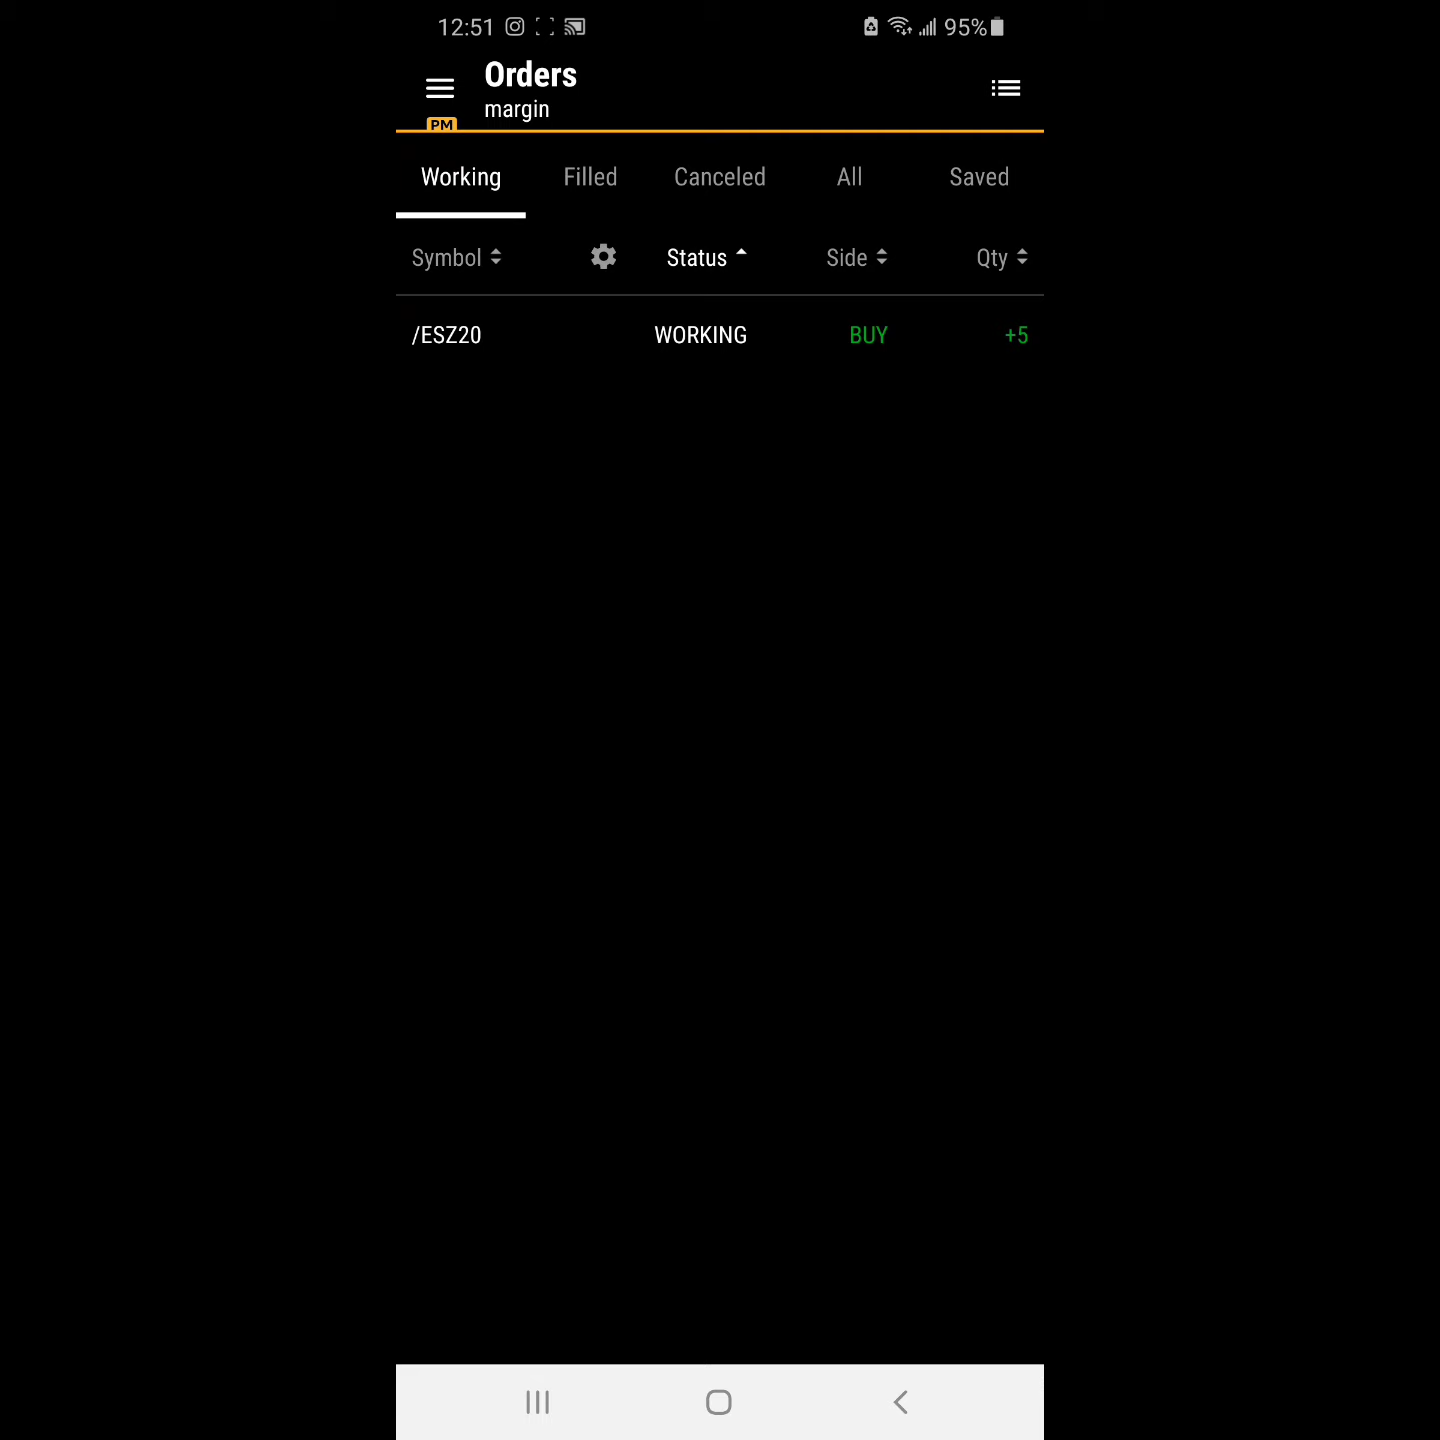 12:51 95%
Orders
margin
PM
Working Filled Canceled All Saved
Symbol Status Side Qty
/ESZ20 WORKING BUY +5